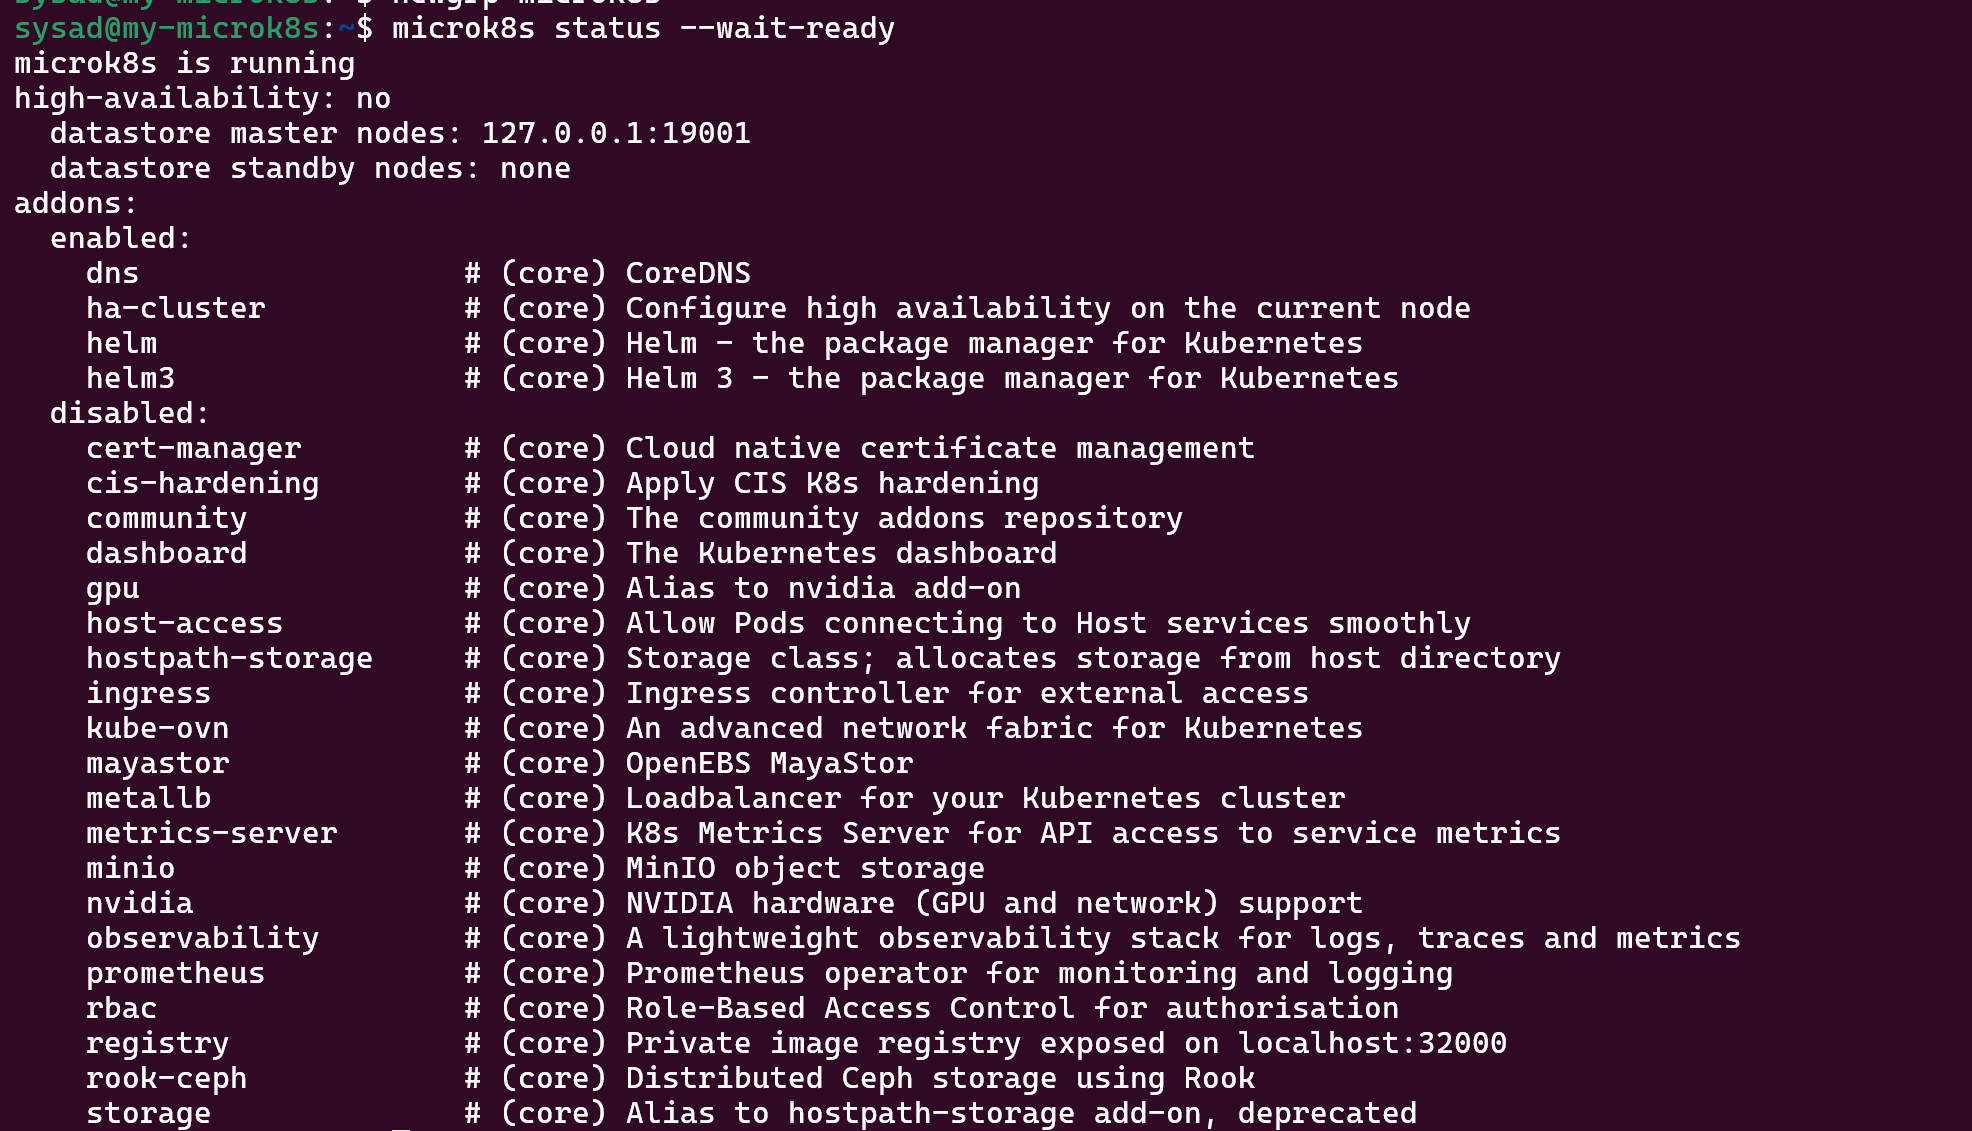 sysad@my-microk8s:~$ newgrp microk8s
sysad@my-microk8s:~$ microk8s status --wait-ready
microk8s is running
high-availability: no
  datastore master nodes: 127.0.0.1:19001
  datastore standby nodes: none
addons:
  enabled:
    dns                  # (core) CoreDNS
    ha-cluster           # (core) Configure high availability on the current node
    helm                 # (core) Helm - the package manager for Kubernetes
    helm3                # (core) Helm 3 - the package manager for Kubernetes
  disabled:
    cert-manager         # (core) Cloud native certificate management
    cis-hardening        # (core) Apply CIS K8s hardening
    community            # (core) The community addons repository
    dashboard            # (core) The Kubernetes dashboard
    gpu                  # (core) Alias to nvidia add-on
    host-access          # (core) Allow Pods connecting to Host services smoothly
    hostpath-storage     # (core) Storage class; allocates storage from host directory
    ingress              # (core) Ingress controller for external access
    kube-ovn             # (core) An advanced network fabric for Kubernetes
    mayastor             # (core) OpenEBS MayaStor
    metallb              # (core) Loadbalancer for your Kubernetes cluster
    metrics-server       # (core) K8s Metrics Server for API access to service metrics
    minio                # (core) MinIO object storage
    nvidia               # (core) NVIDIA hardware (GPU and network) support
    observability        # (core) A lightweight observability stack for logs, traces and metrics
    prometheus           # (core) Prometheus operator for monitoring and logging
    rbac                 # (core) Role-Based Access Control for authorisation
    registry             # (core) Private image registry exposed on localhost:32000
    rook-ceph            # (core) Distributed Ceph storage using Rook
    storage              # (core) Alias to hostpath-storage add-on, deprecated